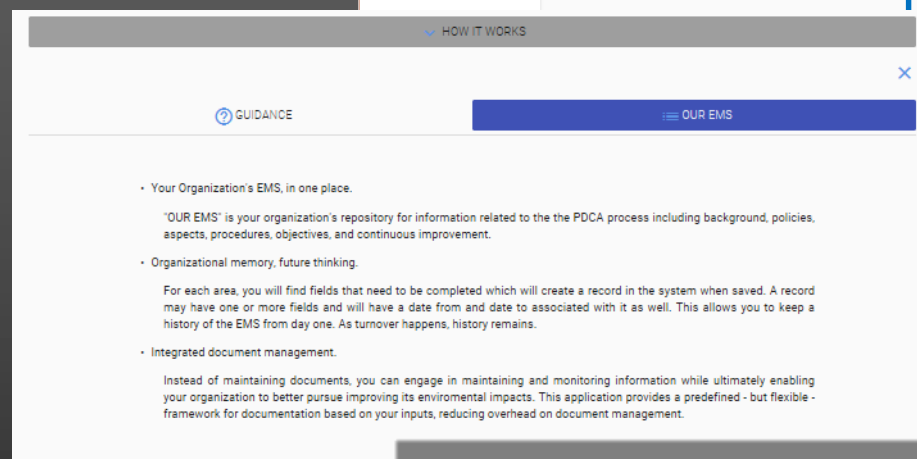 HOW IT WORKS
GUIDANCE
OUR EMS
• Your Organization's EMS, in one place.
"OUR EMS" is your organization's repository for information related to the the PDCA process including background, policies,
aspects, procedures, objectives, and continuous improvement.
• Organizational memory, future thinking.
For each area, you will find fields that need to be completed which will create a record in the system when saved. A record
may have one or more fields and will have a date from and date to associated with it as well. This allows you to keep a
history of the EMS from day one. As turnover happens, history remains.
• Integrated document management.
Instead of maintaining documents, you can engage in maintaining and monitoring information while ultimately enabling
your organization to better pursue improving its enviromental impacts. This application provides a predefined - but flexible -
framework for documentation based on your inputs, reducing overhead on document management.